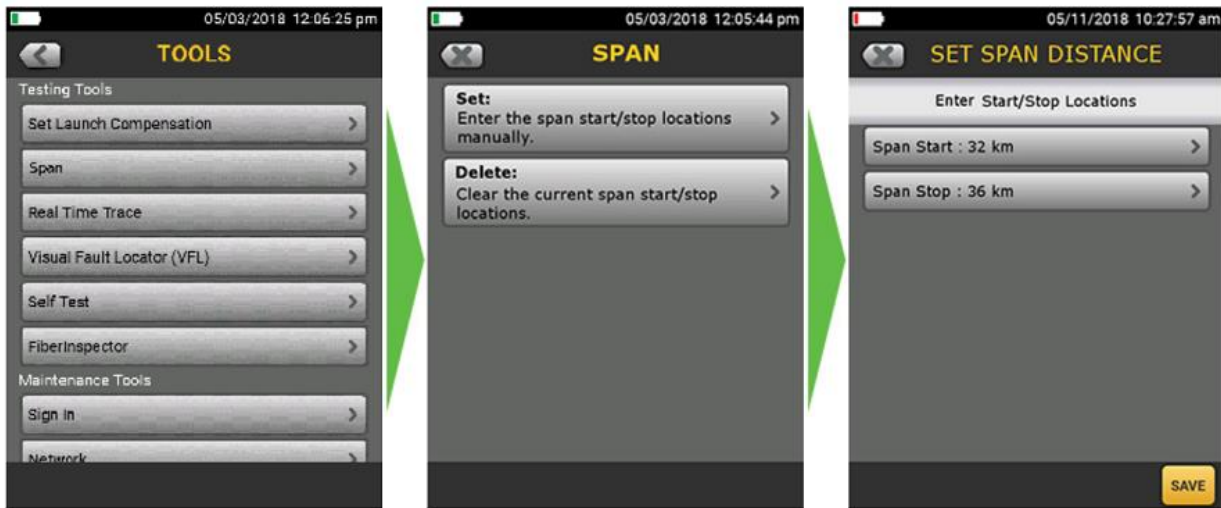 05/03/2018 12:06:25 pm
TOOLS
Testing Tools
Set Launch Compensation
Span
Real Time Trace
Visual Fault Locator (VFL)
Self Test
FiberInspector
Maintenance Tools
Sign In
Network
05/03/2018 12:05:44 pm
SPAN
Set:
Enter the span start/stop locations
manually.
Delete:
Clear the current span start/stop
locations.
05/11/2018 10:27:57 am
SET SPAN DISTANCE
Enter Start/Stop Locations
Span Start : 32 km
Span Stop : 36 km
SAVE